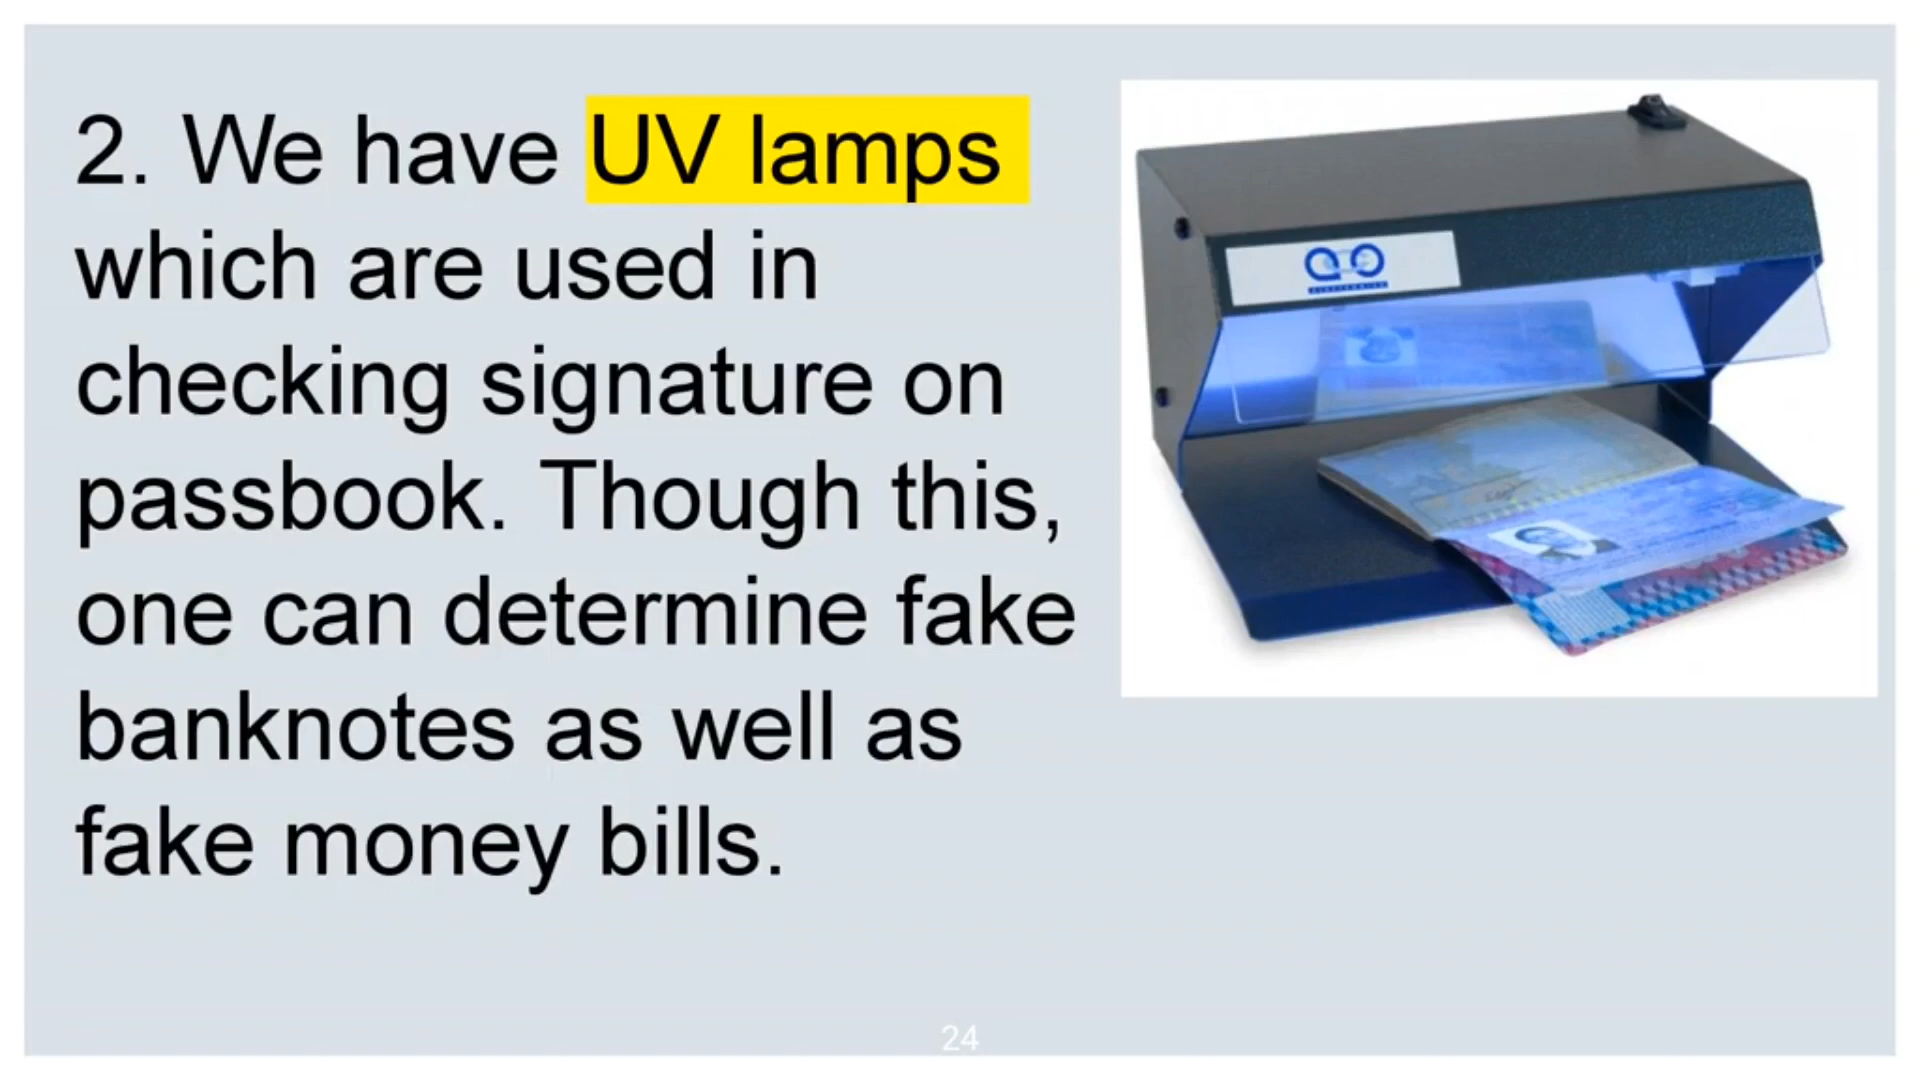 2. We have UV lamps
which are used in
checking signature on
passbook. Though this,
one can determine fake
banknotes as well as
fake money bills.
24